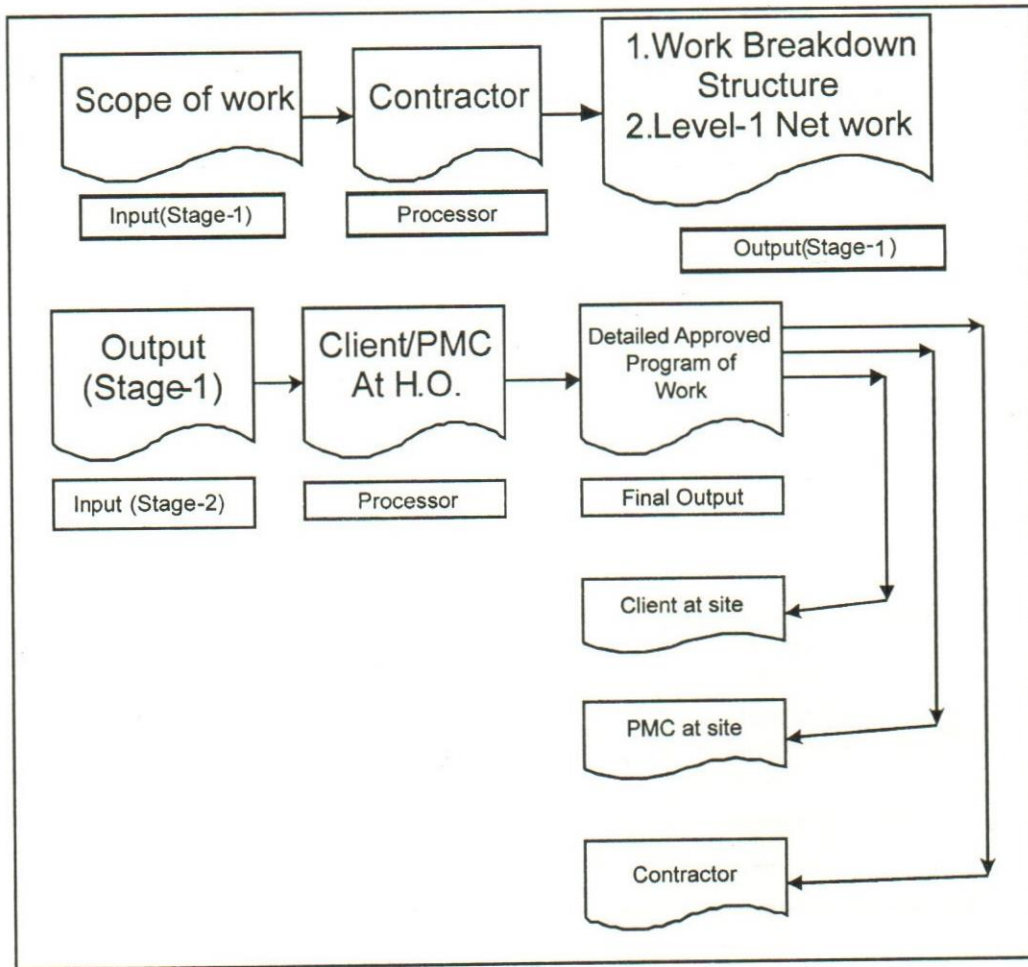 Scope of work
Contractor
1.Work Breakdown
Structure
2.Level-1 Net work
Input(Stage-1)
Processor
Output(Stage-1)
Output
(Stage-1)
Client/PMC
At H.O.
Detailed Approved
Program of
Work
Input (Stage-2)
Processor
Final Output
Client at site
PMC at site
Contractor